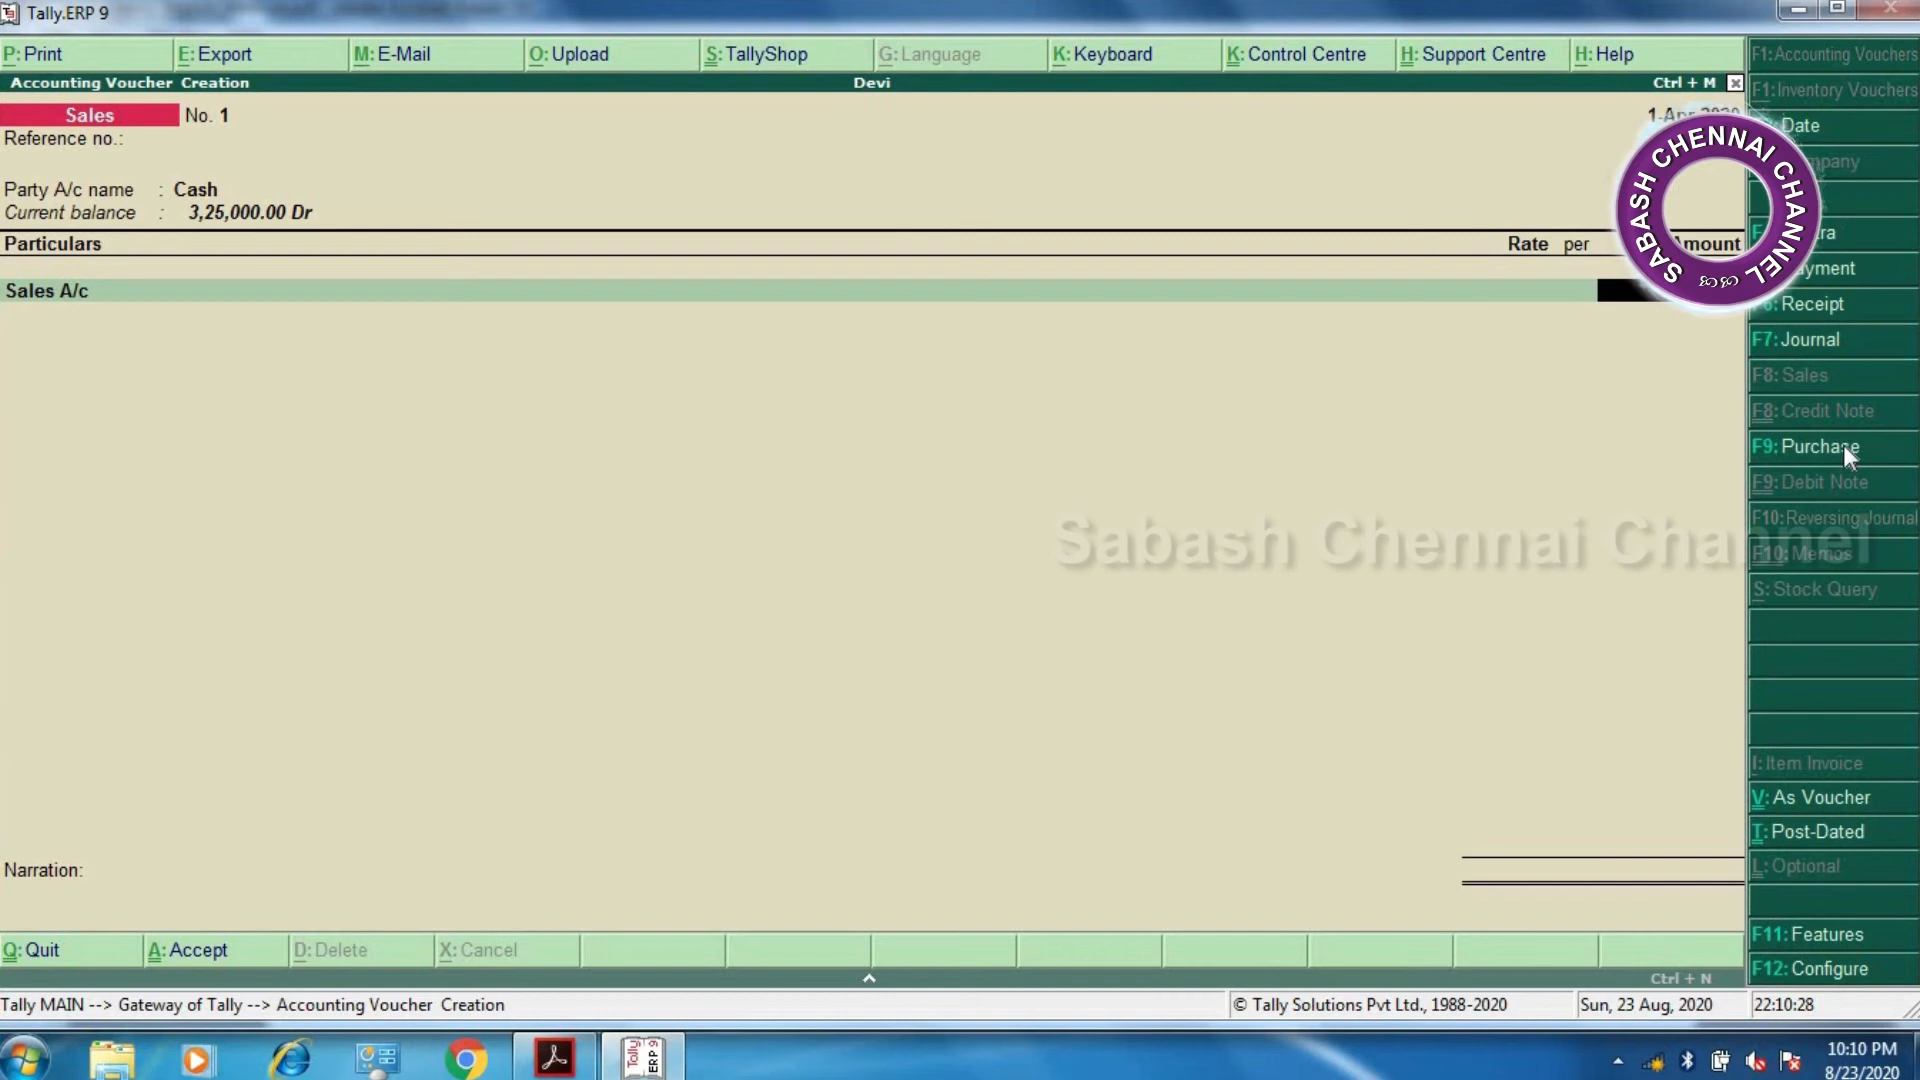 Tally.ERP 9
P: Print E: Export M: E-Mail O: Upload S: TallyShop G: Language K: Keyboard K: Control Centre H: Support Centre H: Help
Accounting Voucher Creation Devi Ctrl + M
Sales No. 1
Reference no.:
Party A/c name : Cash
Current balance : 3,25,000.00 Dr
Particulars Rate per Amount
Sales A/c
Narration:
Q: Quit A: Accept D: Delete X: Cancel
Ctrl + N
Tally MAIN --> Gateway of Tally --> Accounting Voucher Creation © Tally Solutions Pvt Ltd., 1988-2020 Sun, 23 Aug, 2020 22:10:28
F1: Accounting Vouchers
F1: Inventory Vouchers
Date
Receipt
F7: Journal
F8: Sales
F8: Credit Note
F9: Purchase
F9: Debit Note
F10: Reversing Journal
F10: Memos
S: Stock Query
I: Item Invoice
V: As Voucher
T: Post-Dated
L: Optional
F11: Features
F12: Configure
SABASH CHENNAI CHANNEL
Sabash Chennai Channel
Tally ERP 9
10:10 PM
8/23/2020